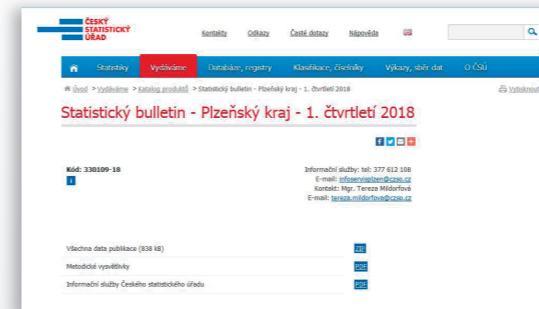 ČESKÝ
STATISTICKÝ
ÚŘAD
Kontakty Odkazy Časté dotazy Nápověda
Statistiky Vydáváme Databáze, registry Klasifikace, číselníky Výkazy, sběr dat O ČSÚ
Úvod > Vydáváme > Katalog produktů > Statistický bulletin - Plzeňský kraj - 1. čtvrtletí 2018
Vytisknout
Statistický bulletin - Plzeňský kraj - 1. čtvrtletí 2018
Kód: 330109-18
i
Informační služby: tel: 377 612 108
E-mail: infoservisplzen@czso.cz
Kontakt: Mgr. Tereza Mildorfová
E-mail: tereza.mildorfova@czso.cz
Všechna data publikace (838 kB) ZIP
Metodické vysvětlivky PDF
Informační služby Českého statistického úřadu PDF